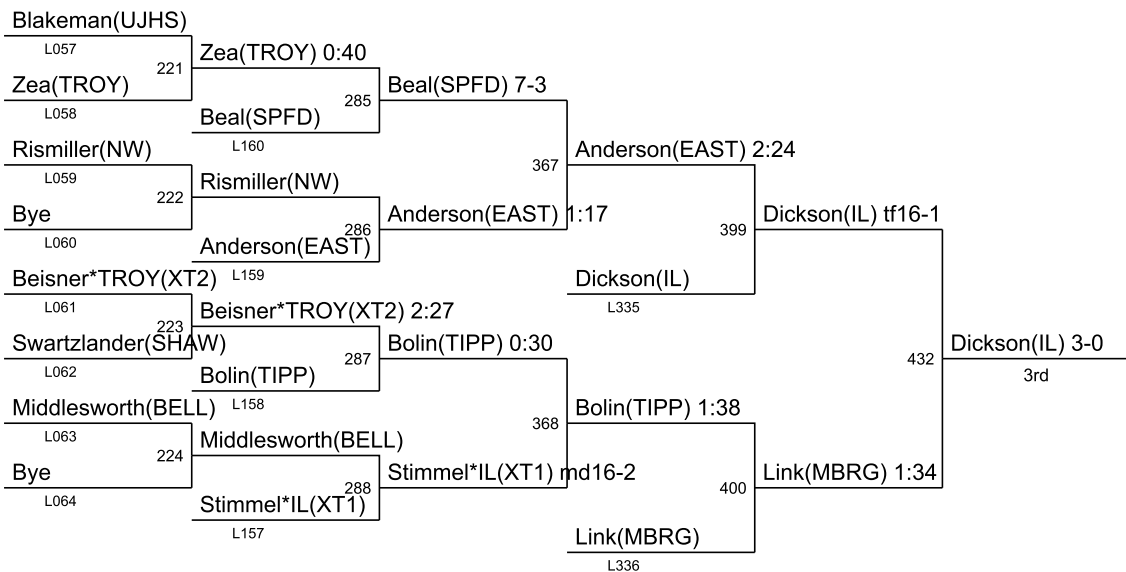 Blakeman(UJHS)
L057
221
Zea(TROY) 0:40
Zea(TROY)
L058
285
Beal(SPFD) 7-3
Beal(SPFD)
L160
Rismiller(NW)
L059
367
Anderson(EAST) 2:24
222
Rismiller(NW)
Bye
L060
286
Anderson(EAST) 1:17
399
Dickson(IL) tf16-1
Anderson(EAST)
L159
Beisner*TROY(XT2)
L061
Dickson(IL)
L335
223
Beisner*TROY(XT2) 2:27
Swartzlander(SHAW)
L062
287
Bolin(TIPP) 0:30
432
Dickson(IL) 3-0
3rd
Bolin(TIPP)
L158
Middlesworth(BELL)
L063
368
Bolin(TIPP) 1:38
224
Middlesworth(BELL)
Bye
L064
288
Stimmel*IL(XT1) md16-2
400
Link(MBRG) 1:34
Stimmel*IL(XT1)
L157
Link(MBRG)
L336